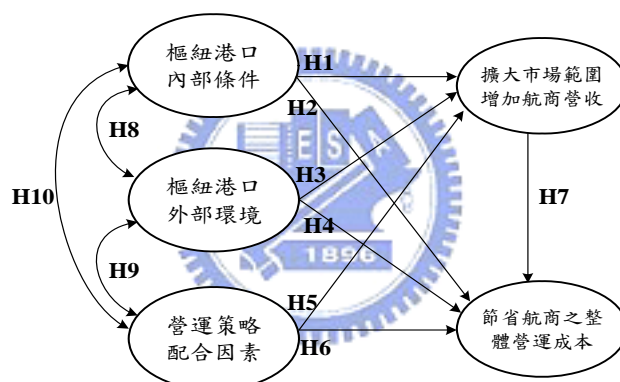 樞紐港口
內部條件
H1
擴大市場範圍
增加航商營收
H2
H8
E S
H10
樞紐港口
外部環境
H3
H7
H4
H9
1896
營運策略
配合因素
H5
H6
節省航商之整
體營運成本